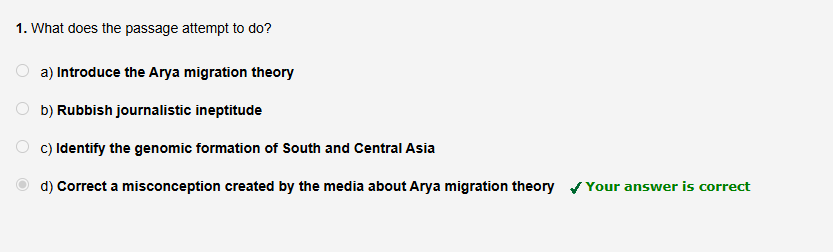 1. What does the passage attempt to do?
a) Introduce the Arya migration theory
b) Rubbish journalistic ineptitude
c) Identify the genomic formation of South and Central Asia
d) Correct a misconception created by the media about Arya migration theory ✓ Your answer is correct